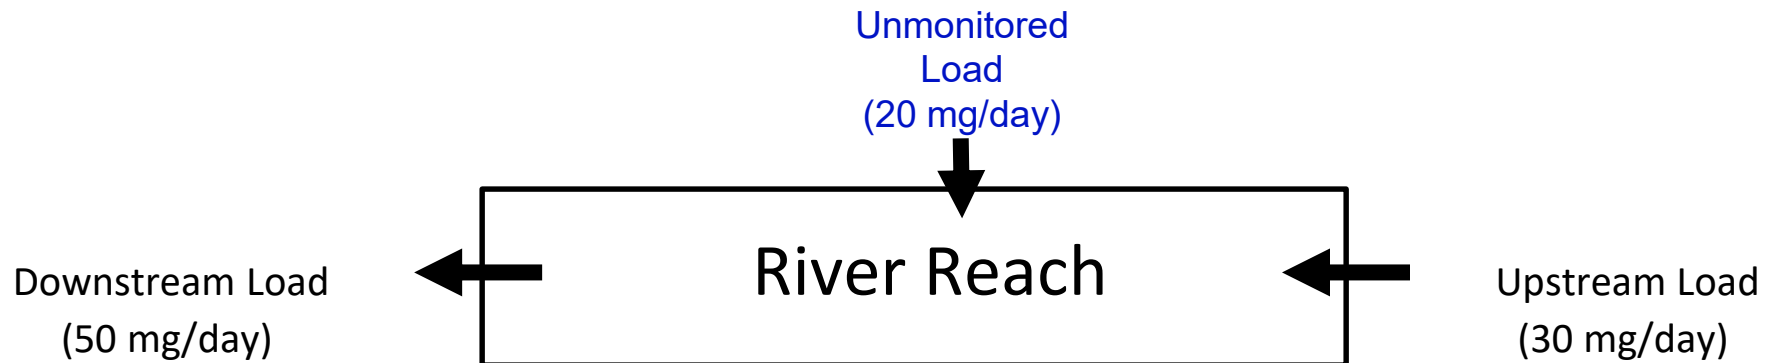 Unmonitored
Load
(20 mg/day)
River Reach
Downstream Load
(50 mg/day)
Upstream Load
(30 mg/day)